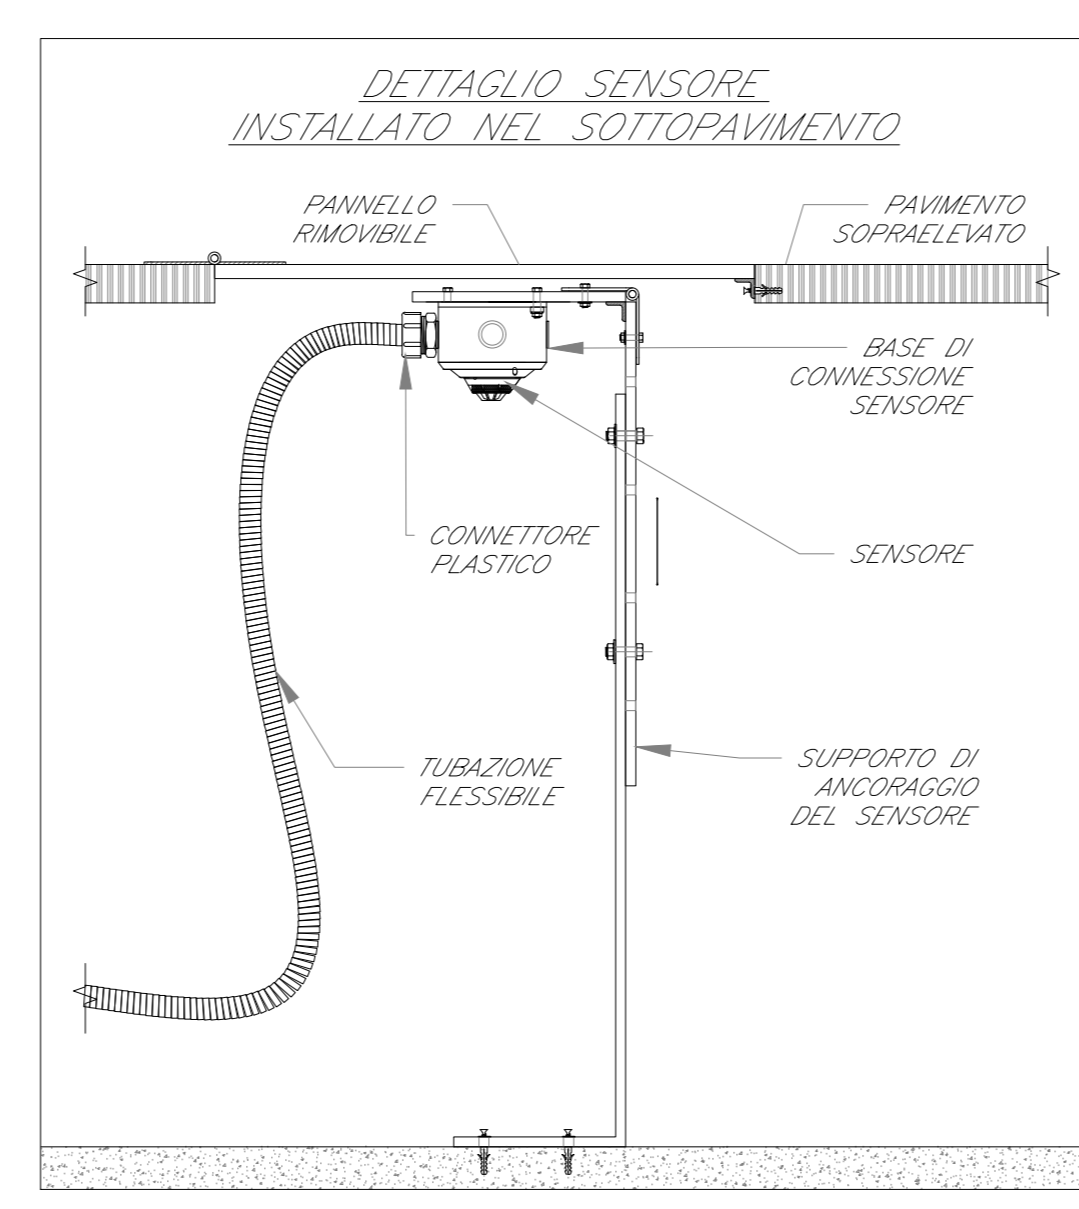 DETTAGLIO SENSORE
INSTALLATO NEL SOTTOPAVIMENTO
PANNELLO
RIMOVIBILE
PAVIMENTO
SOPRAELEVATO
BASE DI
CONNESSIONE
SENSORE
CONNETTORE
PLASTICO
SENSORE
TUBAZIONE
FLESSIBILE
SUPPORTO DI
ANCORAGGIO
DEL SENSORE